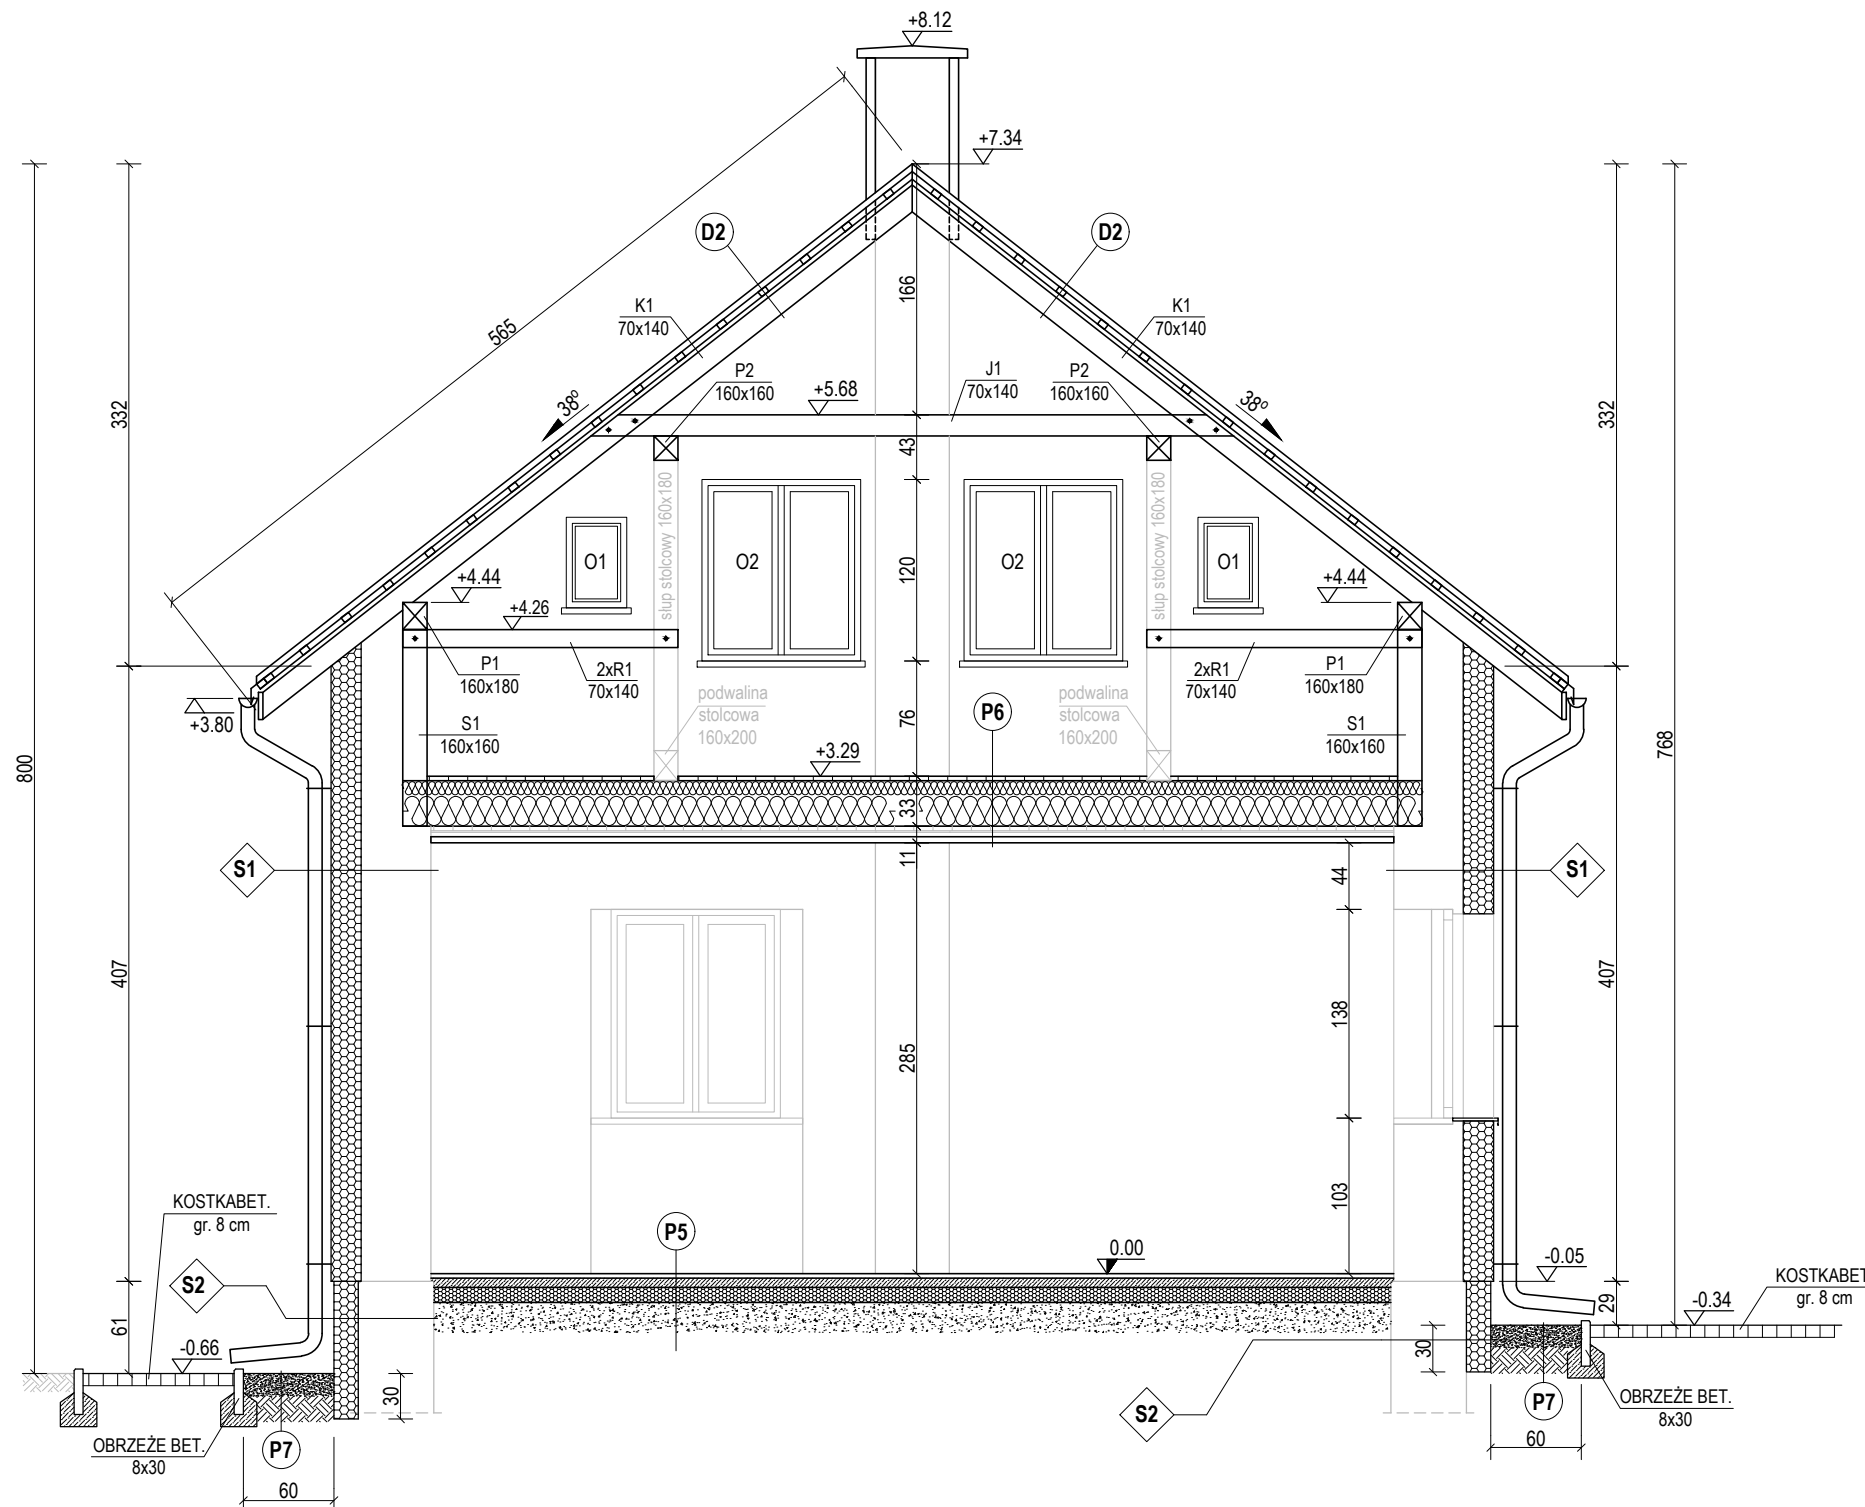 +8.12
+7.34
D2
D2
166
K1
70x140
K1
70x140
565
P2
160x160
J1
70x140
P2
160x160
+5.68
38º
38º
332
332
43
słup stolcowy 160x180
słup stolcowy 160x180
O1
O2
120
O2
O1
+4.44
+4.44
+4.26
P1
160x180
2xR1
70x140
2xR1
70x140
P1
160x180
podwalina
stolcowa
160x200
podwalina
stolcowa
160x200
P6
76
+3.80
S1
160x160
S1
160x160
+3.29
800
768
33
11
S1
S1
44
407
407
138
285
103
KOSTKABET.
gr. 8 cm
P5
0.00
-0.05
S2
KOSTKABET
gr. 8 cm
61
29
-0.34
-0.66
30
30
S2
P7
OBRZEŻE BET.
8x30
OBRZEŻE BET.
8x30
P7
60
60